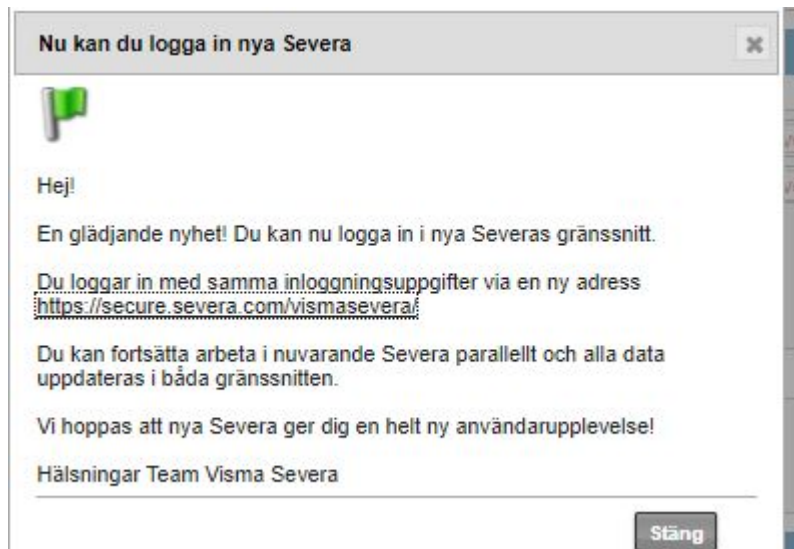 Nu kan du logga in nya Severa
Hej!
En glädjande nyhet! Du kan nu logga in i nya Severas gränssnitt.
Du loggar in med samma inloggningsuppgifter via en ny adress
https://secure.severa.com/vismasevera/
Du kan fortsätta arbeta i nuvarande Severa parallellt och alla data
uppdateras i båda gränssnitten.
Vi hoppas att nya Severa ger dig en helt ny användarupplevelse!
Hälsningar Team Visma Severa
Stäng